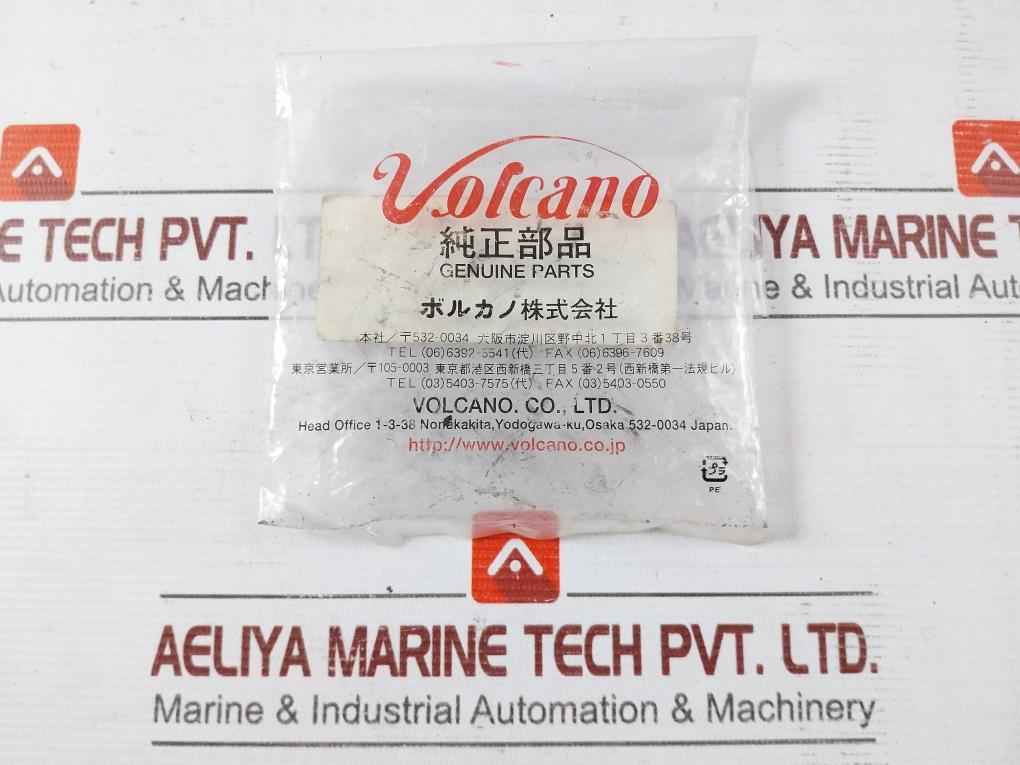 Volcano
純正部品
GENUINE PARTS
ボルカノ株式会社
本社/〒532-0034 大阪市淀川区野中北1丁目3番38号
TEL (06)6392-5541(代) FAX (06)6396-7609
東京営業所/〒105-0003 東京都港区西新橋三丁目5番2号(西新橋第一法規ビル)
TEL (03)5403-7575(代) FAX (03)5403-0550
VOLCANO. CO., LTD.
Head Office 1-3-38 Nonakakita,Yodogawa-ku,Osaka 532-0034 Japan.
http://www.volcano.co.jp
プラ
PE
E TECH PVT.
Automation & Mach
AELIYA MARINE T
& Industrial Aut
AELIYA MARINE TECH PVT. LTD.
Marine & Industrial Automation & Machinery